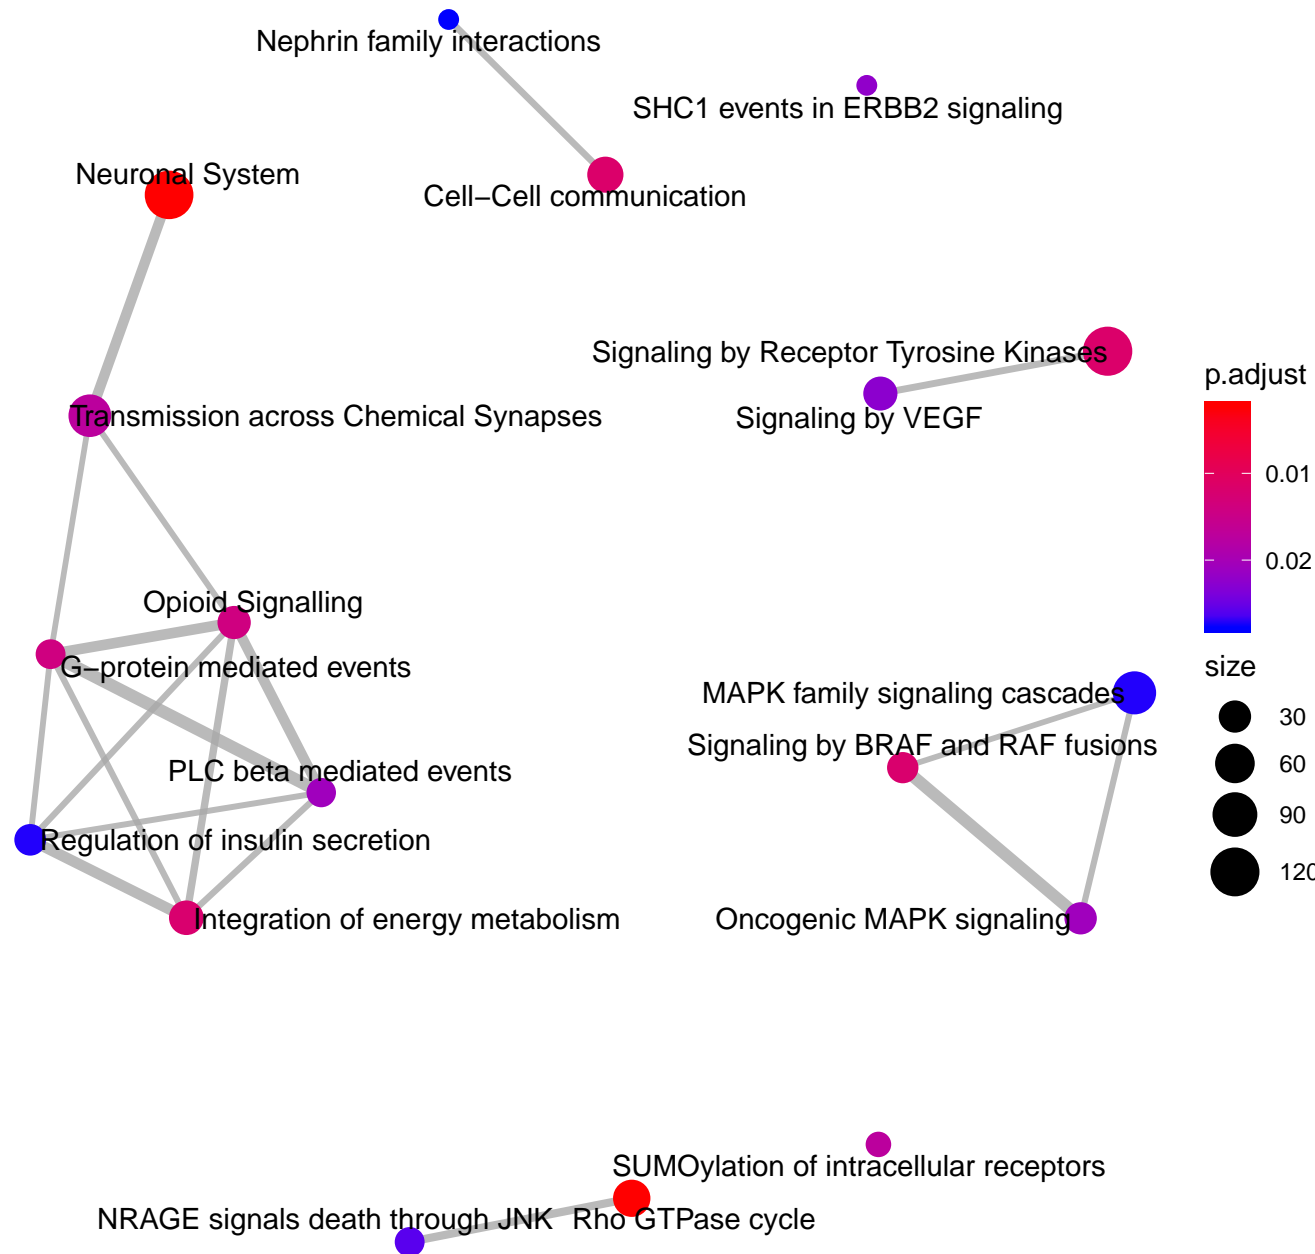 Nephrin family interactions
SHC1 events in ERBB2 signaling
Neuronal System
Cell−Cell communication
Signaling by Receptor Tyrosine Kinases
Signaling by VEGF
Transmission across Chemical Synapses
Opioid Signalling
G−protein mediated events
PLC beta mediated events
Regulation of insulin secretion
Integration of energy metabolism
MAPK family signaling cascades
Signaling by BRAF and RAF fusions
Oncogenic MAPK signaling
SUMOylation of intracellular receptors
NRAGE signals death through JNK
Rho GTPase cycle
p.adjust
0.01
0.02
size
30
60
90
120